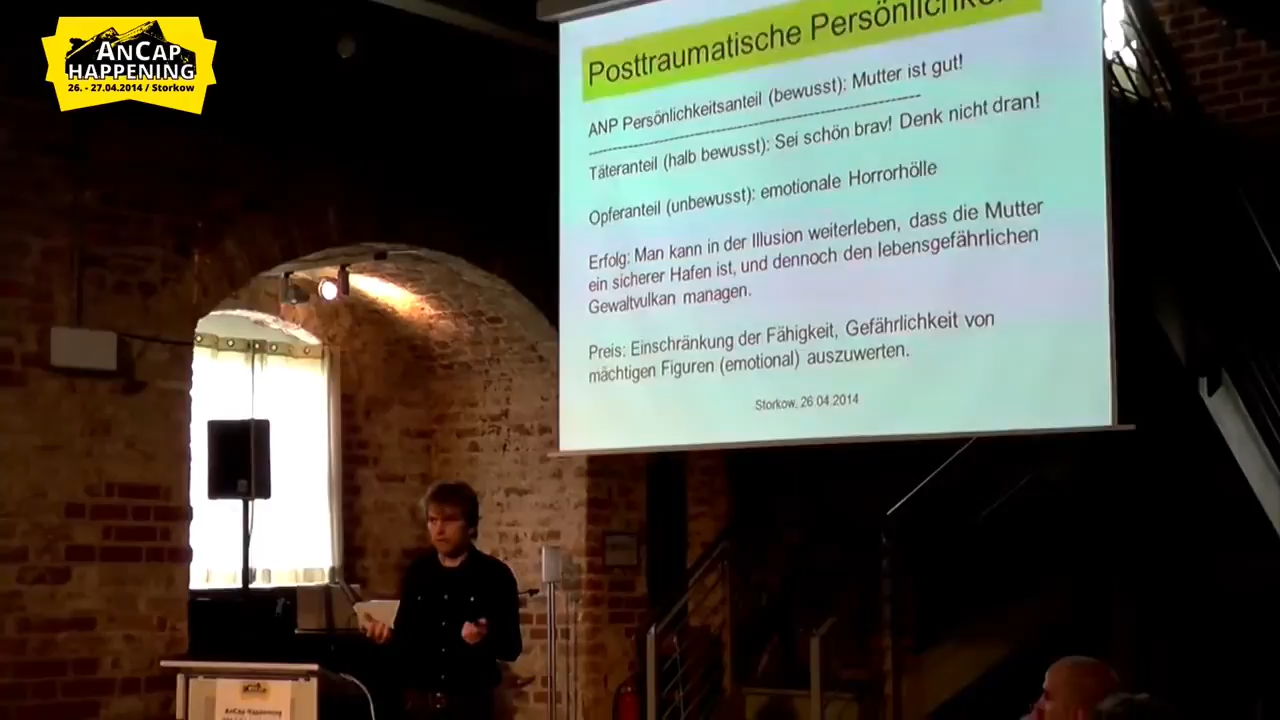 AnCap
Happening
26. - 27.04.2014 / Storkow
Posttraumatische
ANP Persönlichkeitsanteil (bewusst): Mutter ist gut!
Täteranteil (halb bewusst): Sei schön brav! Denk nicht dran!
Opferanteil (unbewusst): emotionale Horrorhölle
Erfolg: Man kann in der Illusion weiterleben, dass die Mutter
ein sicherer Hafen ist, und dennoch den lebensgefährlichen
Gewaltvulkan managen.
Preis: Einschränkung der Fähigkeit, Gefährlichkeit von
mächtigen Figuren (emotional) auszuwerten.
Storkow, 26.04.2014
AnCap Happening